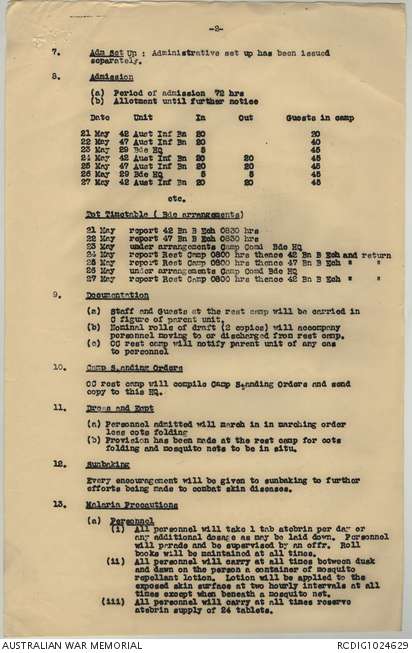 -2-
7. Adm Set Up : Administrative set up has been issued
separately.
8. Admission
(a) Period of admission 72 hrs
(b) Allotment until further notice
Date Unit In Out Guests in camp
21 May 42 Aust Inf Bn 20 20
22 May 47 Aust Inf Bn 20 40
23 May 29 Bde HQ 5 45
24 May 42 Aust Inf Bn 20 20 45
25 May 47 Aust Inf Bn 20 20 45
26 May 29 Bde HQ 5 5 45
27 May 42 Aust Inf Bn 20 20 45
etc.
Tpt Timetable ( Bde arrangements)
21 May report 42 Bn B Ech 0830 hrs
22 May report 47 Bn B Ech 0830 hrs
23 May under arrangements Camp Comd Bde HQ
24 May report Rest Camp 0800 hrs thence 42 Bn B Ech and return
25 May report Rest Camp 0800 hrs thence 47 B Ech " "
26 May under arrangements Camp Comd Bde HQ
27 May report Rest Camp 0800 hrs thence 42 Bn B Ech " "
9. Documentation
(a) Staff and Guests at the rest camp will be carried in
C figure of parent unit.
(b) Nominal rolls of draft (2 copies) will accompany
personnel moving to or discharged from rest camp.
(c) OC rest camp will notify parent unit of any cas
to personnel
10. Camp Standing Orders
OC rest camp will compile Camp Standing Orders and send
copy to this HQ.
11. Dress and Eqpt
(a) Personnel admitted will march in in marching order
less cots folding
(b) Provision has been made at the rest camp for cots
folding and mosquito nets to be in situ.
12. Sunbaking
Every encouragement will be given to sunbaking to further
efforts being made to combat skin diseases.
13. Malaria Precautions
(a) Personnel
(i) All personnel will take 1 tab atebrin per day or
any additional dosage as may be laid down. Personnel
will parade and be supervised by an offr. Roll
books will be maintained at all times.
(ii) All personnel will carry at all times between dusk
and dawn on the person a container of mosquito
repellant lotion. Lotion will be applied to the
exposed skin surface at two hourly intervals at all
times except when beneath a mosquito net.
(iii) All personnel will carry at all times reserve
atebrin supply of 24 tablets.
AUSTRALIAN WAR MEMORIAL RCDIG1024629